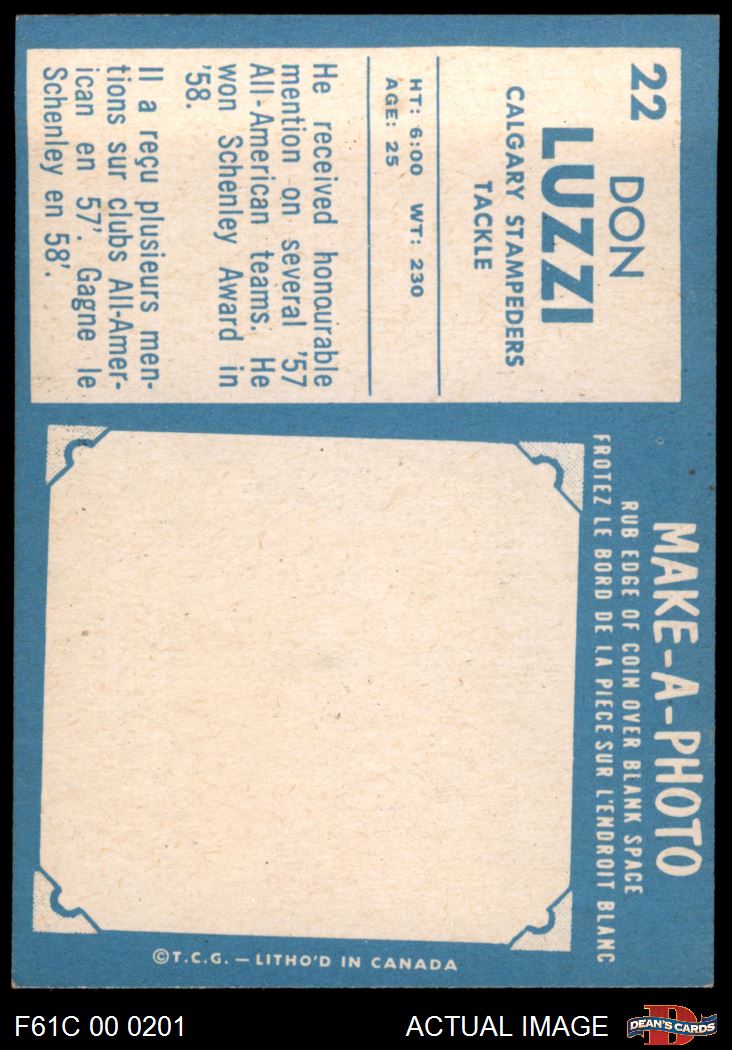 22
DON
LUZZI
CALGARY STAMPEDERS
TACKLE
HT: 6:00 WT: 230
AGE: 25
He received honourable
mention on several '57
All-American teams. He
won Schenley Award in
'58.
Il a reçu plusieurs men-
tions sur clubs All-Amer-
ican en 57'. Gagne le
Schenley en 58'.
MAKE-A-PHOTO
RUB EDGE OF COIN OVER BLANK SPACE
FROTEZ LE BORD DE LA PIECE SUR L'ENDROIT BLANC
©T.C.G. — LITHO'D IN CANADA
F61C 00 0201
ACTUAL IMAGE
D
DEAN'S CARDS